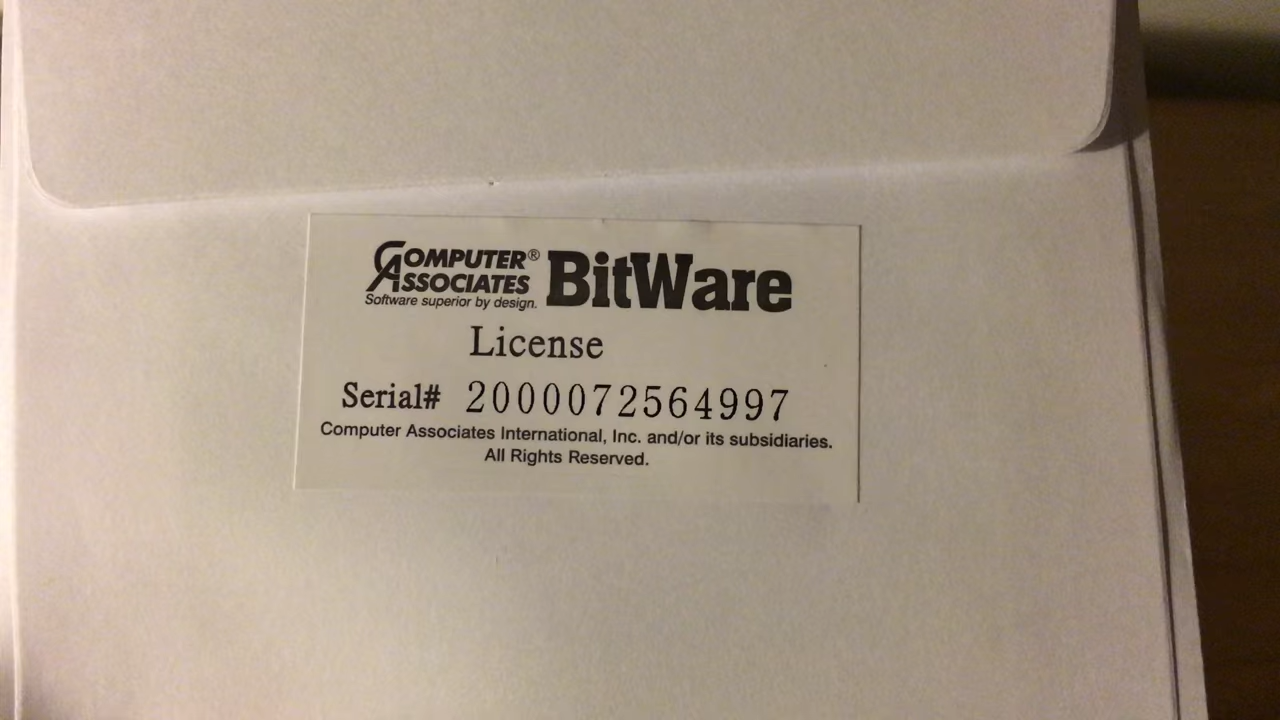 COMPUTER® ASSOCIATES BitWare
Software superior by design.
License
Serial# 2000072564997
Computer Associates International, Inc. and/or its subsidiaries.
All Rights Reserved.